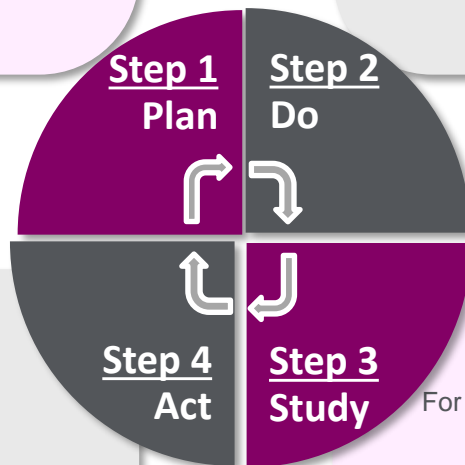 Step 1
Plan
Step 2
Do
Step 3
Study
Step 4
Act
For